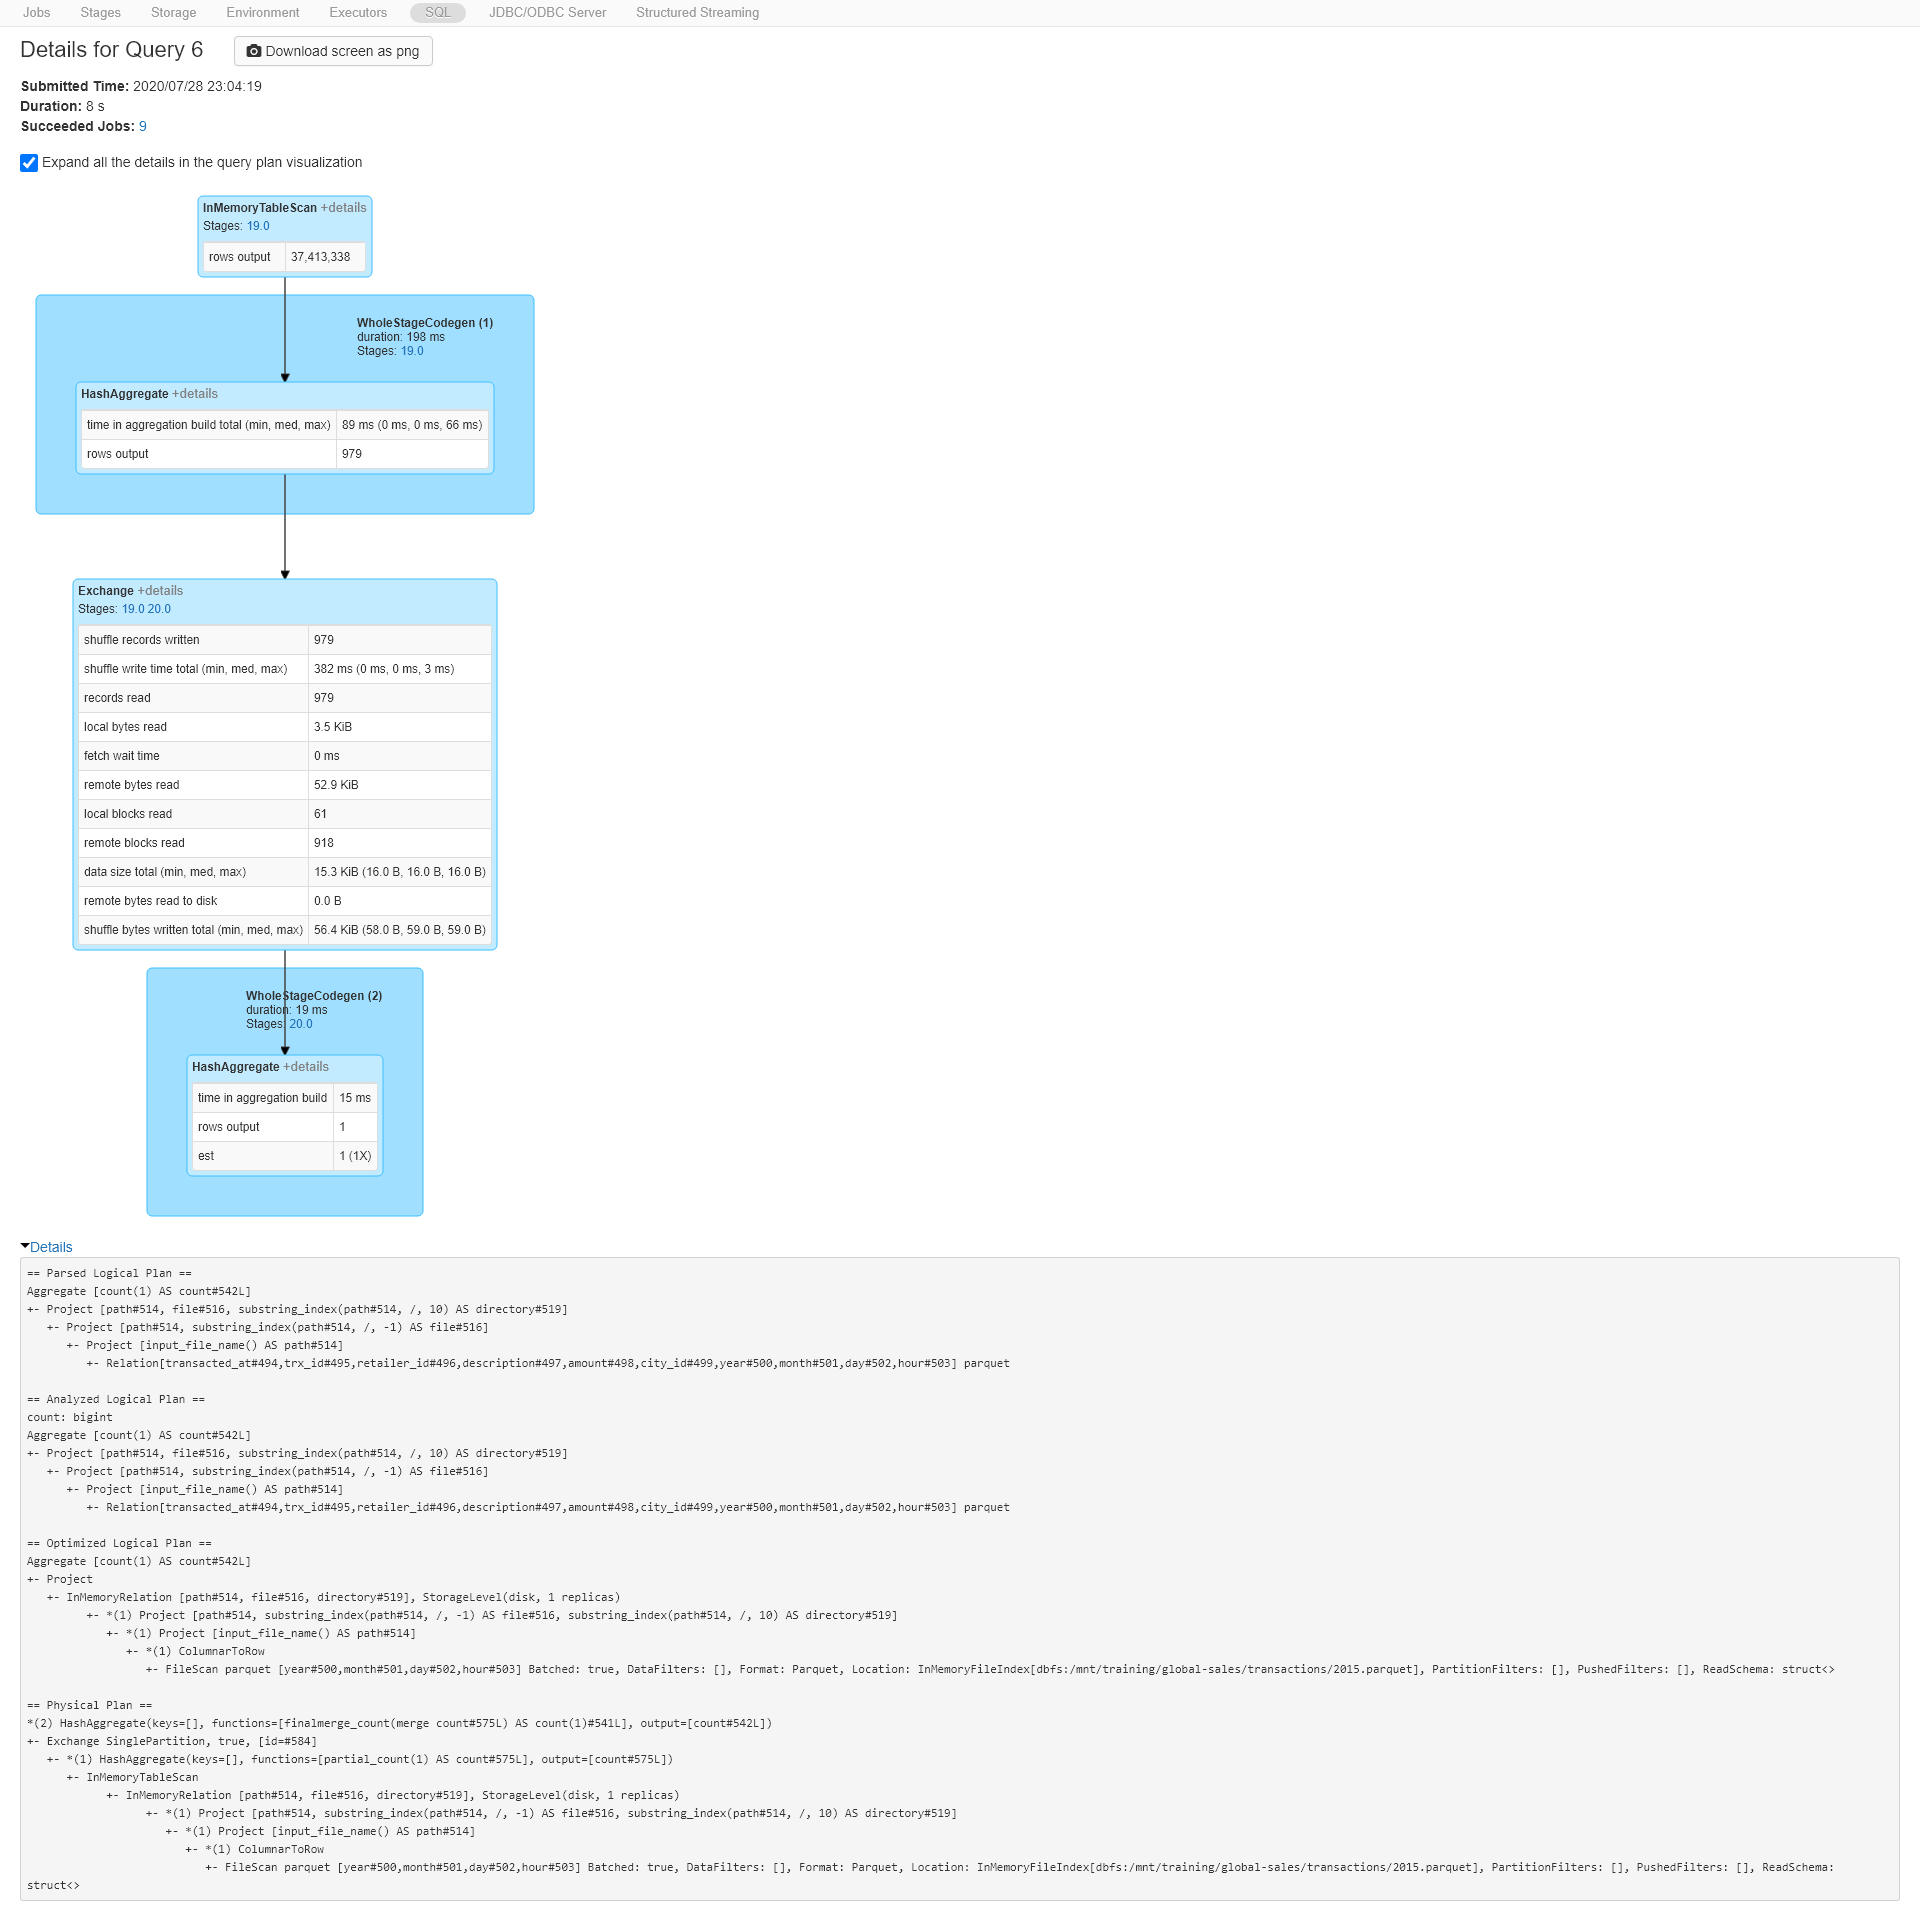 Jobs Stages Storage Environment Executors SQL JDBC/ODBC Server Structured Streaming
Details for Query 6 Download screen as png
Submitted Time: 2020/07/28 23:04:19
Duration: 8 s
Succeeded Jobs: 9
Expand all the details in the query plan visualization
InMemoryTableScan +details
Stages: 19.0
rows output 37,413,338
WholeStageCodegen (1)
duration: 198 ms
Stages: 19.0
HashAggregate +details
time in aggregation build total (min, med, max) 89 ms (0 ms, 0 ms, 66 ms)
rows output 979
Exchange +details
Stages: 19.0 20.0
shuffle records written 979
shuffle write time total (min, med, max) 382 ms (0 ms, 0 ms, 3 ms)
records read 979
local bytes read 3.5 KiB
fetch wait time 0 ms
remote bytes read 52.9 KiB
local blocks read 61
remote blocks read 918
data size total (min, med, max) 15.3 KiB (16.0 B, 16.0 B, 16.0 B)
remote bytes read to disk 0.0 B
shuffle bytes written total (min, med, max) 56.4 KiB (58.0 B, 59.0 B, 59.0 B)
WholeStageCodegen (2)
duration: 19 ms
Stages: 20.0
HashAggregate +details
time in aggregation build 15 ms
rows output 1
est 1 (1X)
Details
== Parsed Logical Plan ==
Aggregate [count(1) AS count#542L]
+- Project [path#514, file#516, substring_index(path#514, /, 10) AS directory#519]
   +- Project [path#514, substring_index(path#514, /, -1) AS file#516]
      +- Project [input_file_name() AS path#514]
         +- Relation[transacted_at#494,trx_id#495,retailer_id#496,description#497,amount#498,city_id#499,year#500,month#501,day#502,hour#503] parquet
== Analyzed Logical Plan ==
count: bigint
Aggregate [count(1) AS count#542L]
+- Project [path#514, file#516, substring_index(path#514, /, 10) AS directory#519]
   +- Project [path#514, substring_index(path#514, /, -1) AS file#516]
      +- Project [input_file_name() AS path#514]
         +- Relation[transacted_at#494,trx_id#495,retailer_id#496,description#497,amount#498,city_id#499,year#500,month#501,day#502,hour#503] parquet
== Optimized Logical Plan ==
Aggregate [count(1) AS count#542L]
+- Project
   +- InMemoryRelation [path#514, file#516, directory#519], StorageLevel(disk, 1 replicas)
         +- *(1) Project [path#514, substring_index(path#514, /, -1) AS file#516, substring_index(path#514, /, 10) AS directory#519]
            +- *(1) Project [input_file_name() AS path#514]
               +- *(1) ColumnarToRow
                  +- FileScan parquet [year#500,month#501,day#502,hour#503] Batched: true, DataFilters: [], Format: Parquet, Location: InMemoryFileIndex[dbfs:/mnt/training/global-sales/transactions/2015.parquet], PartitionFilters: [], PushedFilters: [], ReadSchema: struct<>
== Physical Plan ==
*(2) HashAggregate(keys=[], functions=[finalmerge_count(merge count#575L) AS count(1)#541L], output=[count#542L])
+- Exchange SinglePartition, true, [id=#584]
   +- *(1) HashAggregate(keys=[], functions=[partial_count(1) AS count#575L], output=[count#575L])
      +- InMemoryTableScan
            +- InMemoryRelation [path#514, file#516, directory#519], StorageLevel(disk, 1 replicas)
                  +- *(1) Project [path#514, substring_index(path#514, /, -1) AS file#516, substring_index(path#514, /, 10) AS directory#519]
                     +- *(1) Project [input_file_name() AS path#514]
                        +- *(1) ColumnarToRow
                           +- FileScan parquet [year#500,month#501,day#502,hour#503] Batched: true, DataFilters: [], Format: Parquet, Location: InMemoryFileIndex[dbfs:/mnt/training/global-sales/transactions/2015.parquet], PartitionFilters: [], PushedFilters: [], ReadSchema:
struct<>